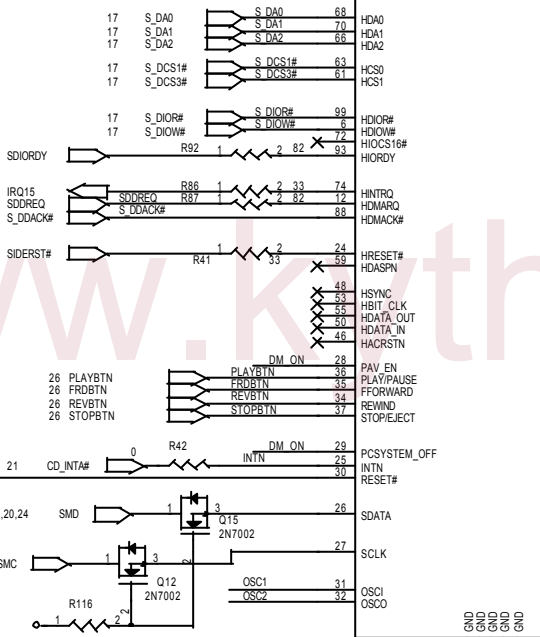 17 S_DA0 S_DA0 68 HDA0
17 S_DA1 S_DA1 70 HDA1
17 S_DA2 S_DA2 66 HDA2
17 S_DCS1# S_DCS1# 63 HCS0
17 S_DCS3# S_DCS3# 61 HCS1
17 S_DIOR# S_DIOR# 99 HDIOR#
17 S_DIOW# S_DIOW# 6 HDIOW#
72 HIOCS16#
SDIORDY R92 1 2 82 93 HIORDY
IRQ15 R86 1 2 33 74 HINTRQ
SDDREQ SDDREQ R87 1 2 82 12 HDMARQ
S_DDACK# S_DDACK# 88 HDMACK#
SIDERST# R41 1 2 33 24 HRESET#
59 HDASPN
www.kyth
48 HSYNC
53 HBIT_CLK
55 HDATA_OUT
50 HDATA_IN
46 HACRSTN
DM_ON 28 PAV_EN
26 PLAYBTN PLAYBTN 36 PLAY/PAUSE
26 FRDBTN FRDBTN 35 FFORWARD
26 REVBTN REVBTN 34 REWIND
26 STOPBTN STOPBTN 37 STOP/EJECT
DM_ON 29 PCSYSTEM_OFF
21 CD_INTA# 0 R42 INTN 25 INTN
30 RESET#
,20,24 SMD 1 3 26 SDATA
Q15
2N7002
2
SMC 1 3 27 SCLK
Q12
2N7002
2
OSC1 31 OSCI
OSC2 32 OSCO
R116
1 2
GND
GND
GND
GND
GND